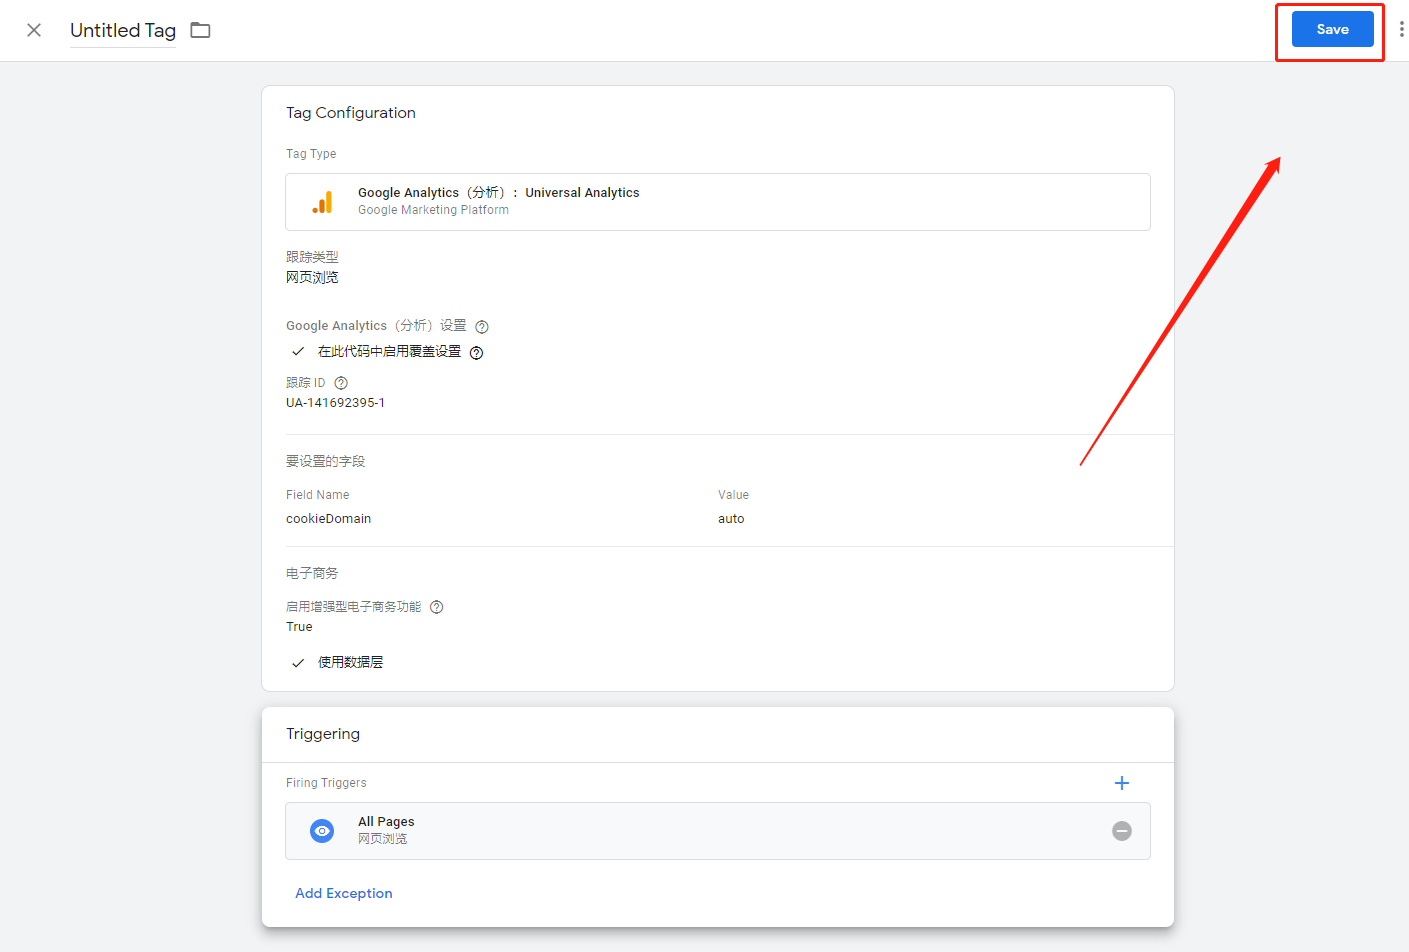 Untitled Tag
Save
Tag Configuration
Tag Type
Google Analytics（分析）：Universal Analytics
Google Marketing Platform
跟踪类型
网页浏览
Google Analytics（分析）设置
在此代码中启用覆盖设置
跟踪 ID
UA-141692395-1
要设置的字段
Field Name Value
cookieDomain auto
电子商务
启用增强型电子商务功能
True
使用数据层
Triggering
Firing Triggers
All Pages
网页浏览
Add Exception